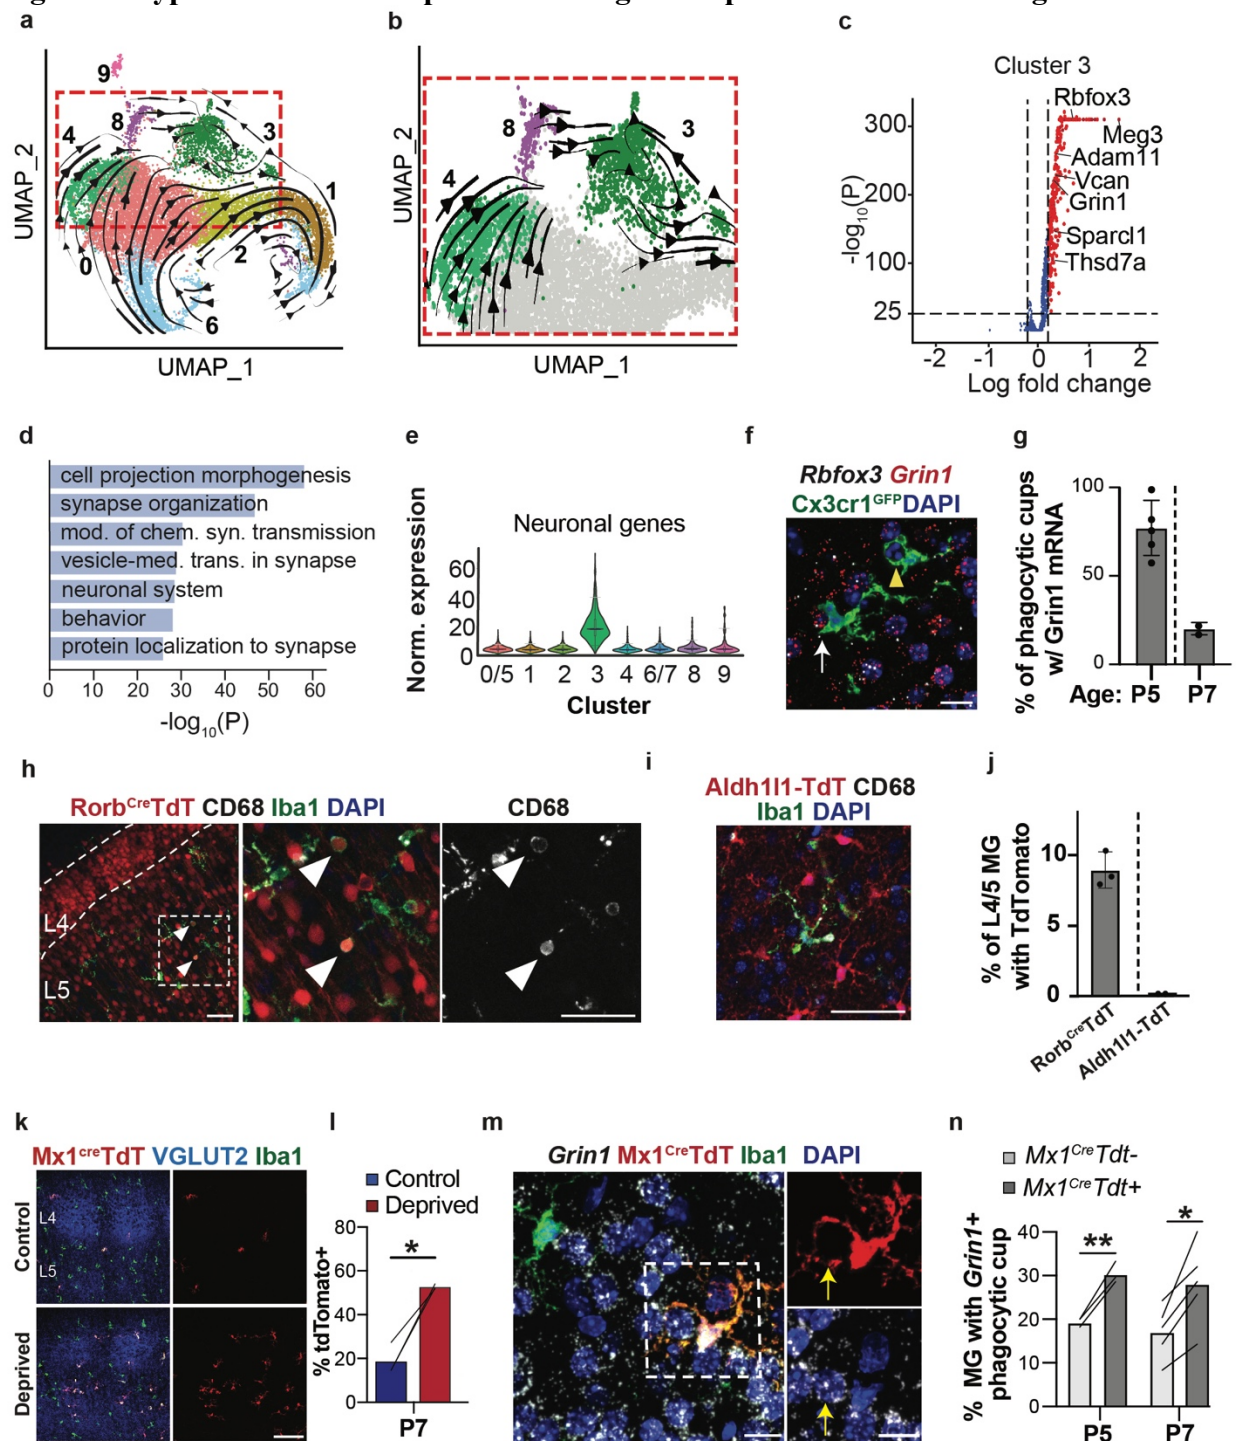 a
b
c
9
8
4
3
1
0
2
6
UMAP_2
UMAP_1
8
3
4
UMAP_2
UMAP_1
Cluster 3
Rbfox3
Meg3
Adam11
Vcan
Grin1
Sparcl1
Thsd7a
300
200
100
25
-log10(P)
-2 -1 0 1 2
Log fold change
d
cell projection morphogenesis
synapse organization
mod. of chem. syn. transmission
vesicle-med. trans. in synapse
neuronal system
behavior
protein localization to synapse
0 10 20 30 40 50 60
-log10(P)
e
Neuronal genes
Norm. expression
60
40
20
0
0/5 1 2 3 4 6/7 8 9
Cluster
f
Rbfox3 Grin1
Cx3cr1GFPDAPI
g
% of phagocytic cups
w/ Grin1 mRNA
100
50
0
Age: P5 P7
h
RorbCreTdT CD68 Iba1 DAPI
CD68
L4
L5
i
Aldh1l1-TdT CD68
Iba1 DAPI
j
% of L4/5 MG
with TdTomato
10
5
0
RorbCreTdT
Aldh1l1-TdT
k
Mx1creTdT VGLUT2 Iba1
Control
Deprived
L4
L5
l
Control
Deprived
% tdTomato+
80
60
40
20
0
*
P7
m
Grin1 Mx1CreTdT Iba1 DAPI
n
Mx1CreTdt-
Mx1CreTdt+
% MG with Grin1+
phagocytic cup
40
30
20
10
0
**
*
P5 P7